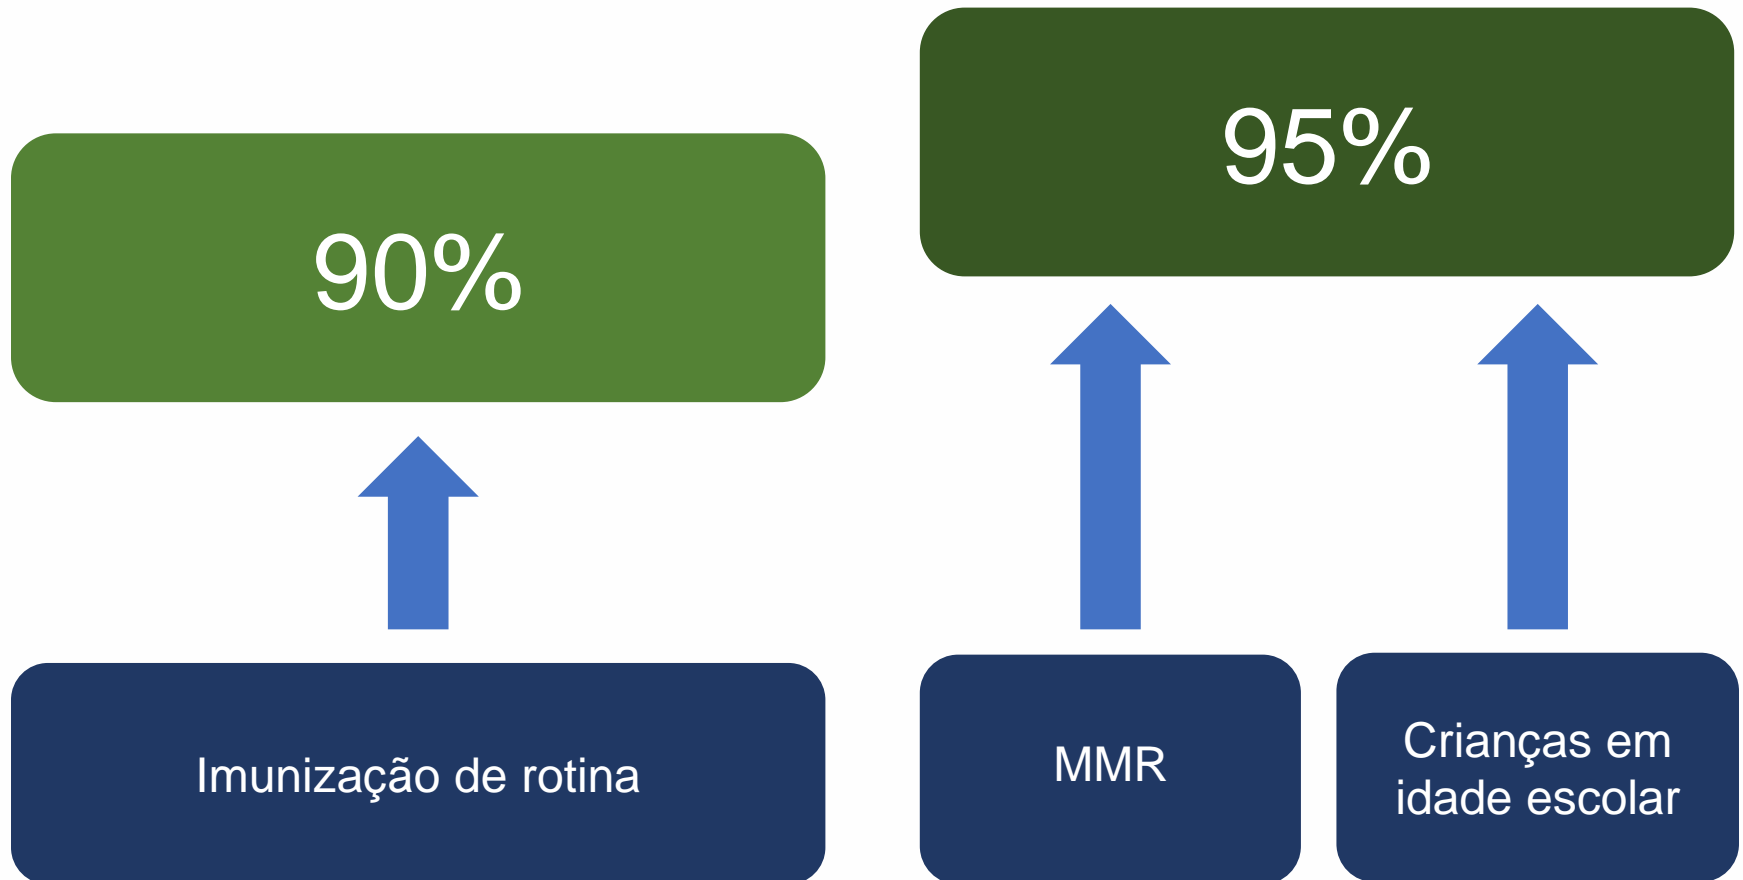 90%
95%
Imunização de rotina
MMR
Crianças em
idade escolar